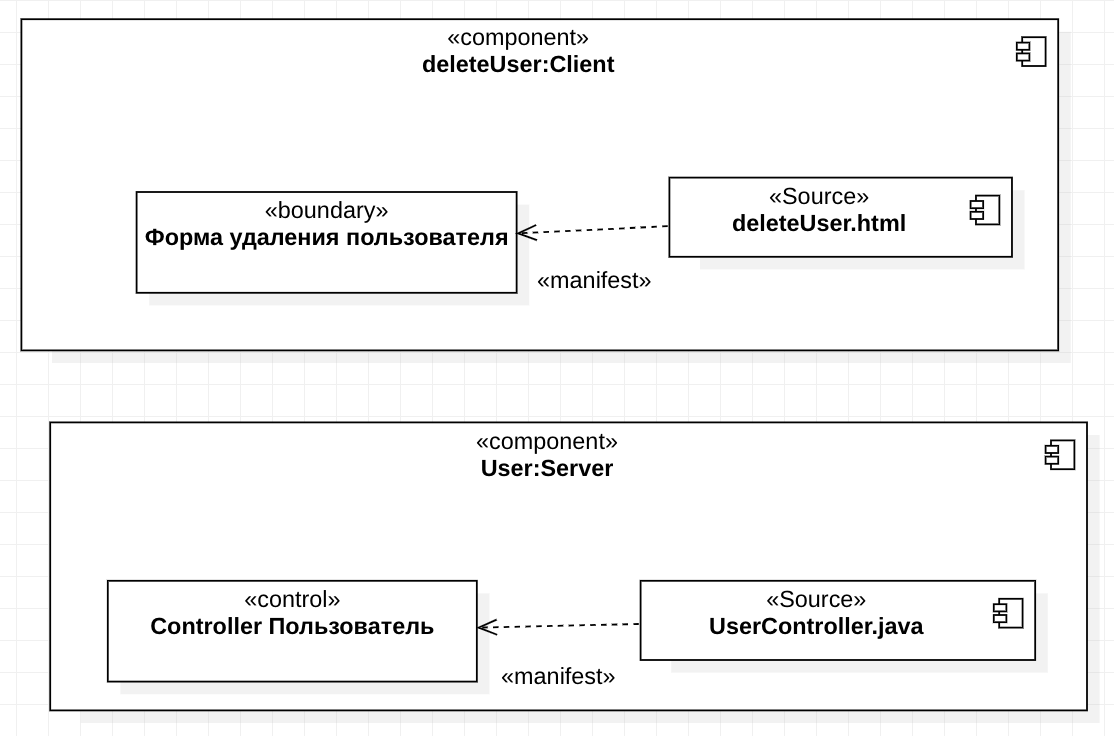 «component»
deleteUser:Client
«boundary»
Форма удаления пользователя
«Source»
deleteUser.html
«manifest»
«component»
User:Server
«control»
Controller Пользователь
«Source»
UserController.java
«manifest»